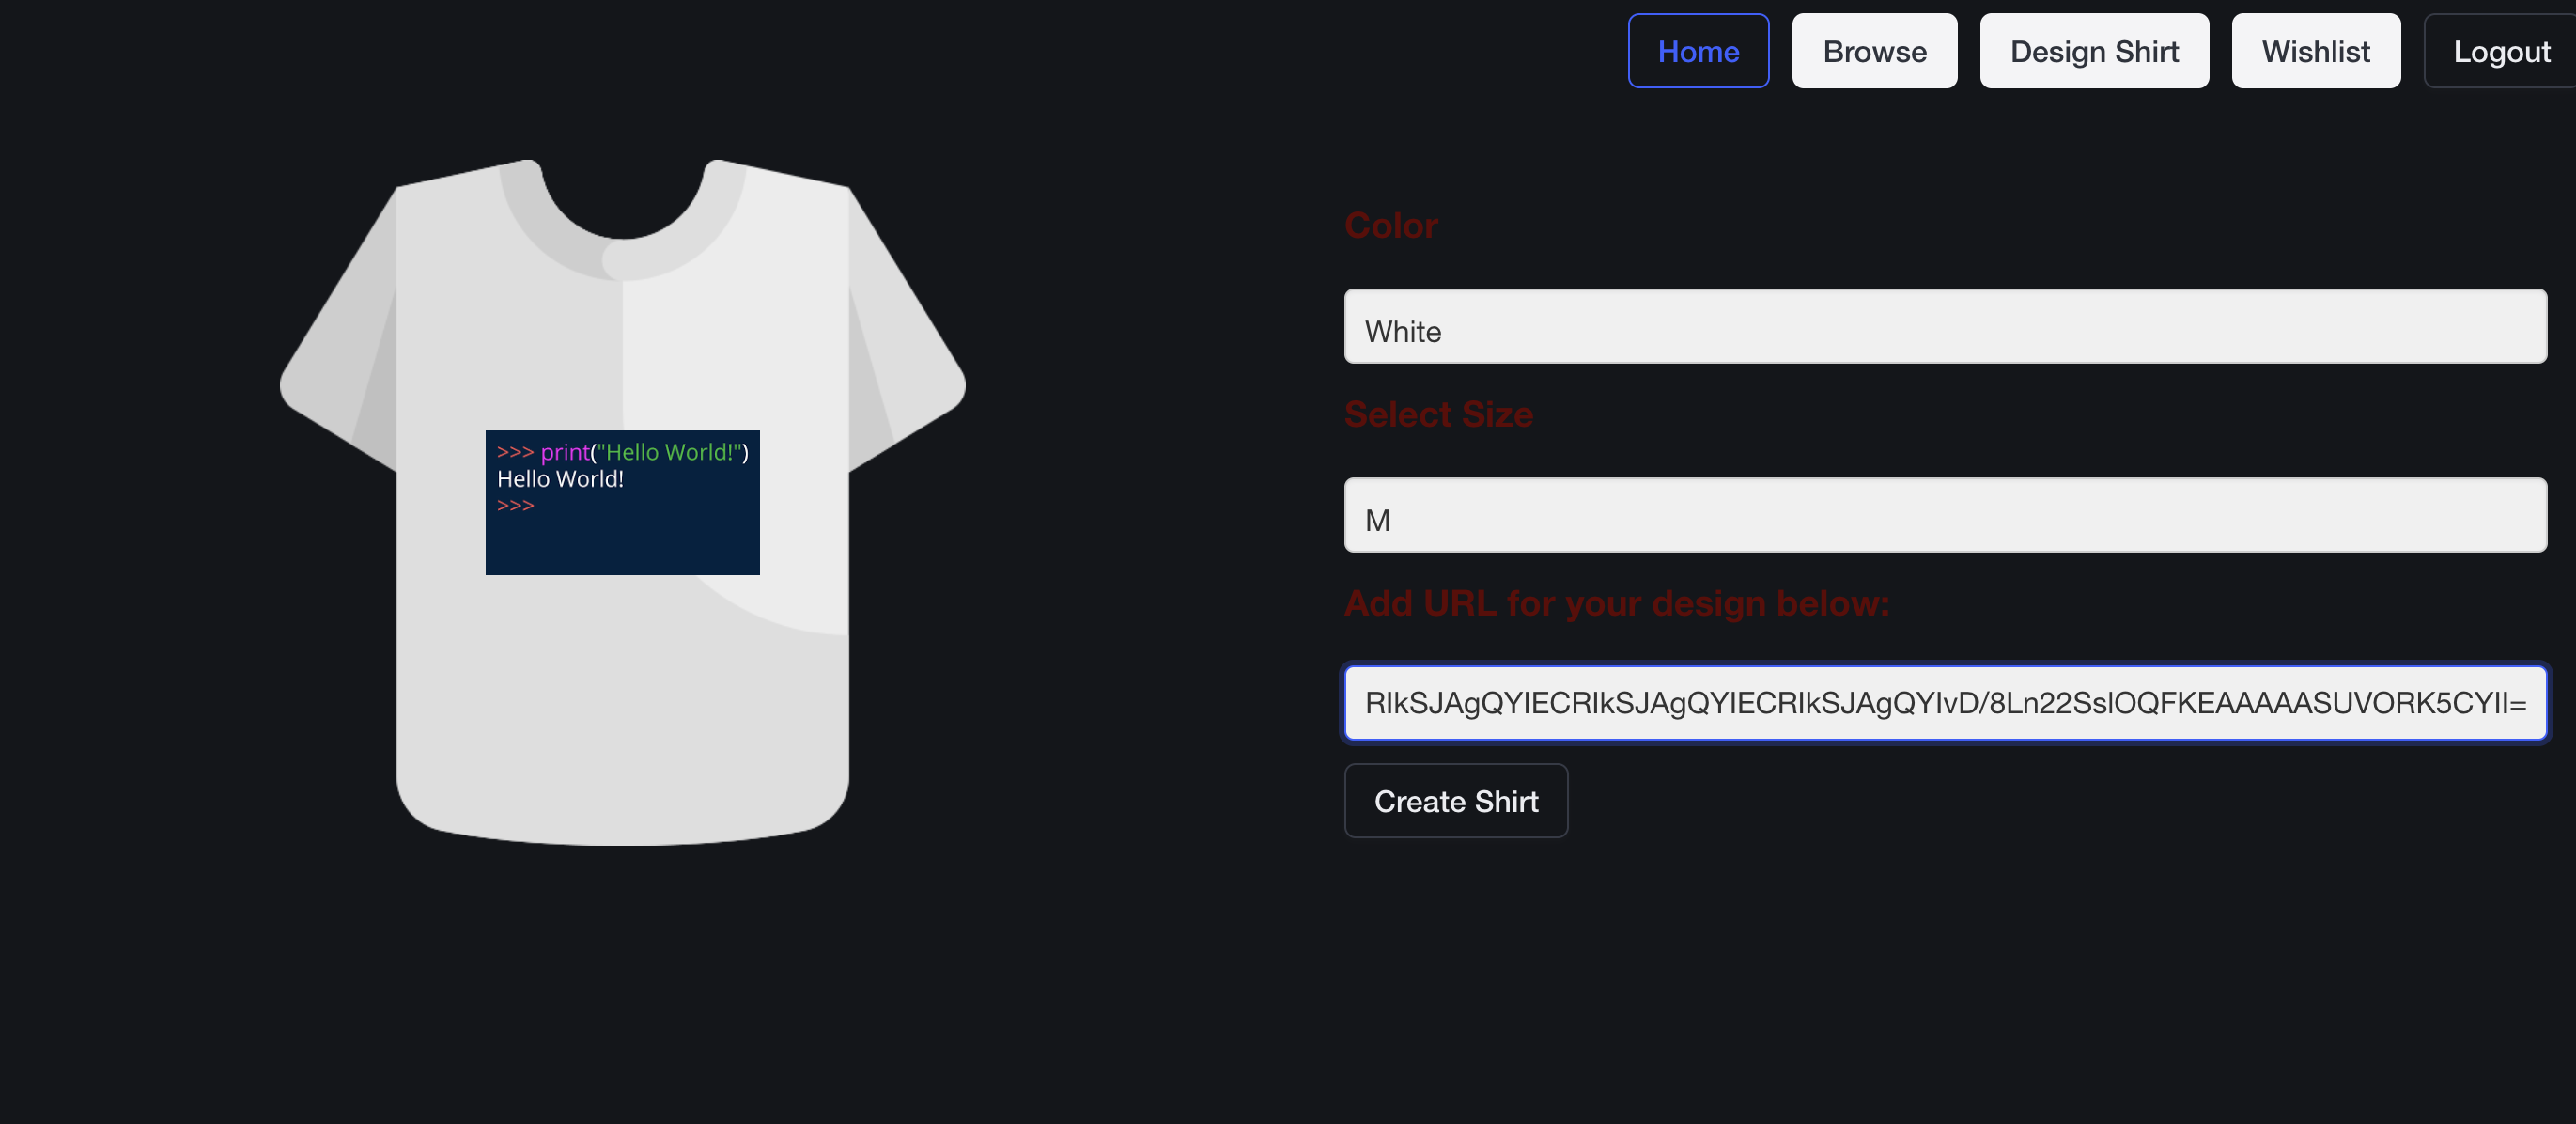 Home Browse Design Shirt Wishlist Logout
>>> print("Hello World!")
Hello World!
>>>
Color
White
Select Size
M
Add URL for your design below:
RIkSJAgQYIECRIkSJAgQYIECRIkSJAgQYIvD/8Ln22SslOQFKEAAAAASUVORK5CYII=
Create Shirt